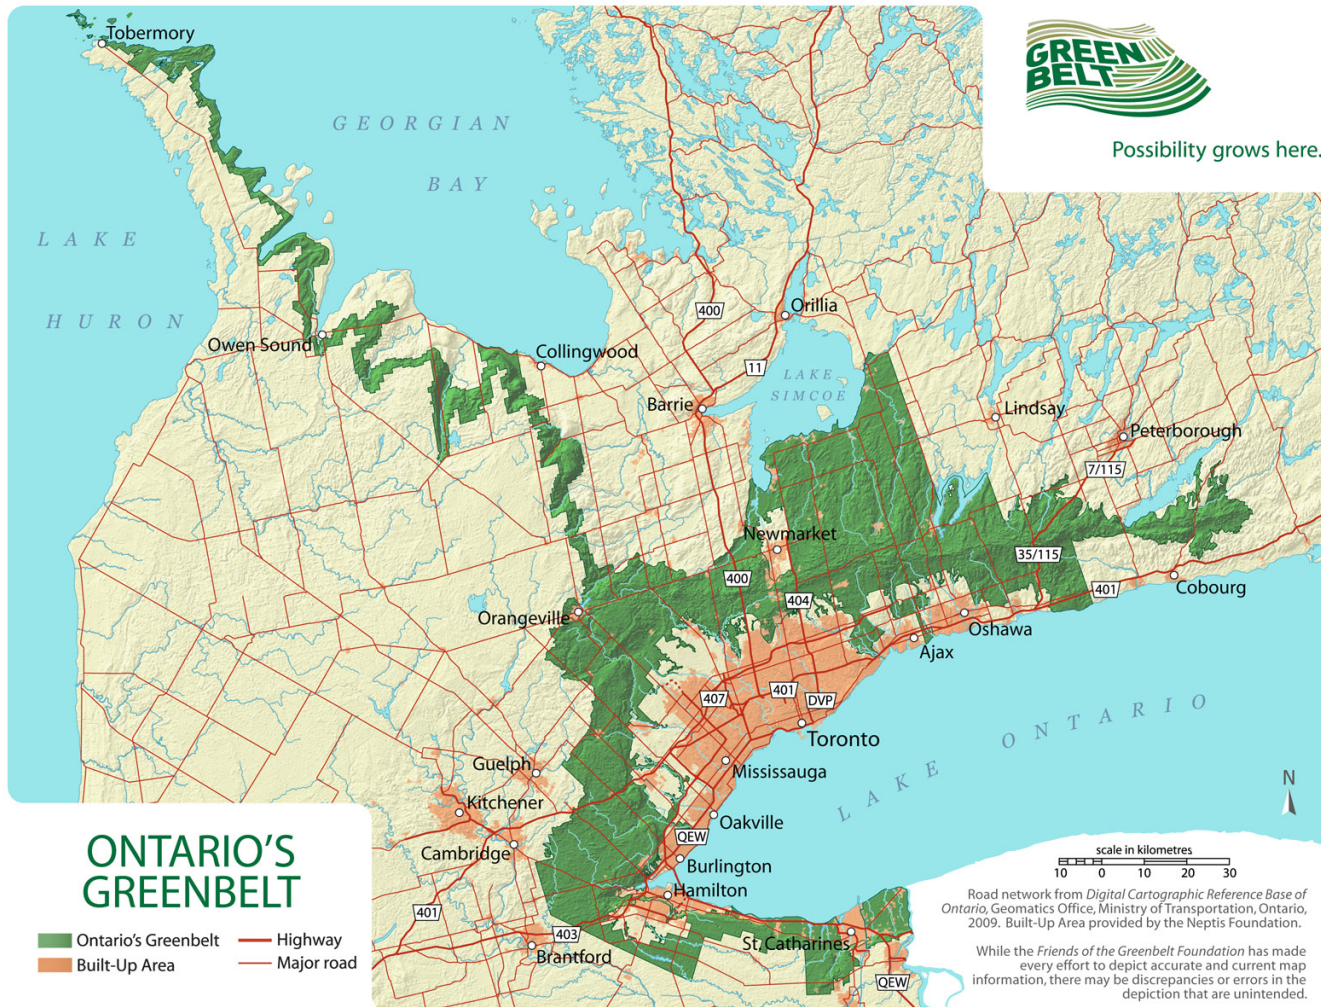 Tobermory
GREEN
BELT
Possibility grows here.
GEORGIAN
BAY
LAKE
HURON
Owen Sound
Collingwood
400
Orillia
11
LAKE
SIMCOE
Barrie
Lindsay
Peterborough
7/115
Newmarket
35/115
400
404
401
Cobourg
Orangeville
Oshawa
Ajax
407
401
DVP
Toronto
LAKE ONTARIO
Guelph
Mississauga
Kitchener
Oakville
QEW
Cambridge
Burlington
Hamilton
401
403
Brantford
St. Catharines
QEW
N
ONTARIO'S
GREENBELT
Ontario's Greenbelt
Highway
Built-Up Area
Major road
scale in kilometres
10 0 10 20 30
Road network from Digital Cartographic Reference Base of
Ontario, Geomatics Office, Ministry of Transportation, Ontario,
2009. Built-Up Area provided by the Neptis Foundation.
While the Friends of the Greenbelt Foundation has made
every effort to depict accurate and current map
information, there may be discrepancies or errors in the
depiction that are unintended.